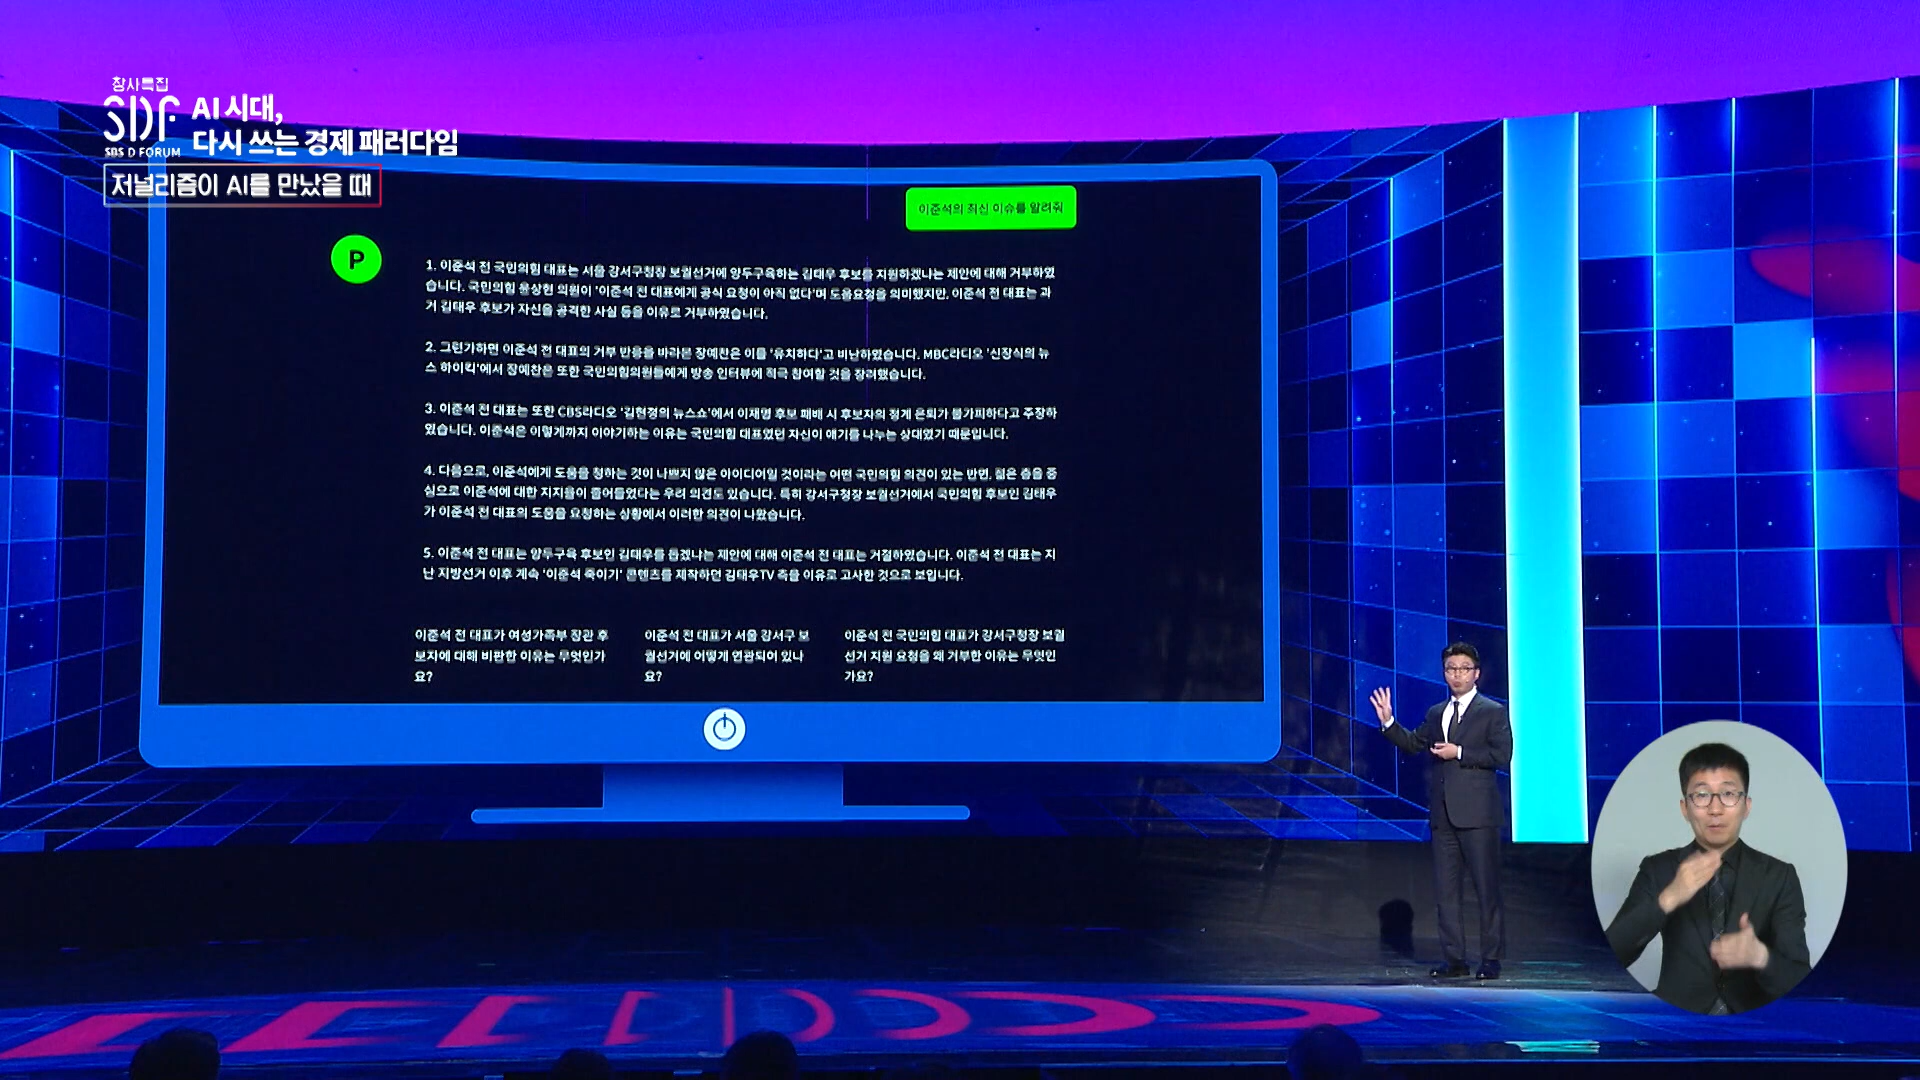 창사특집
SDF
SBS D FORUM
AI 시대,
다시 쓰는 경제 패러다임
저널리즘이 AI를 만났을 때
이준석의 최신 이슈를 알려줘
P
1. 이준석 전 국민의힘 대표는 서울 강서구청장 보궐선거에 양두구육하는 김태우 후보를 지원하겠냐는 제안에 대해 거부하였
습니다. 국민의힘 윤상현 의원이 '이준석 전 대표에게 공식 요청이 아직 없다'며 도움요청을 의미했지만, 이준석 전 대표는 과
거 김태우 후보가 자신을 공격한 사실 등을 이유로 거부하였습니다.
2. 그런가하면 이준석 전 대표의 거부 반응을 바라본 장예찬은 이를 '유치하다'고 비난하였습니다. MBC라디오 '신장식의 뉴
스 하이킥'에서 장예찬은 또한 국민의힘의원들에게 방송 인터뷰에 적극 참여할 것을 장려했습니다.
3. 이준석 전 대표는 또한 CBS라디오 '김현정의 뉴스쇼'에서 이재명 후보 패배 시 후보자의 정계 은퇴가 불가피하다고 주장하
였습니다. 이준석은 이렇게까지 이야기하는 이유는 국민의힘 대표였던 자신이 얘기를 나누는 상대였기 때문입니다.
4. 다음으로, 이준석에게 도움을 청하는 것이 나쁘지 않은 아이디어일 것이라는 어떤 국민의힘 의견이 있는 반면, 젊은 층을 중
심으로 이준석에 대한 지지율이 줄어들었다는 우려 의견도 있습니다. 특히 강서구청장 보궐선거에서 국민의힘 후보인 김태우
가 이준석 전 대표의 도움을 요청하는 상황에서 이러한 의견이 나왔습니다.
5. 이준석 전 대표는 양두구육 후보인 김태우를 돕겠냐는 제안에 대해 이준석 전 대표는 거절하였습니다. 이준석 전 대표는 지
난 지방선거 이후 계속 '이준석 죽이기' 콘텐츠를 제작하던 김태우TV 측을 이유로 고사한 것으로 보입니다.
이준석 전 대표가 여성가족부 장관 후
보자에 대해 비판한 이유는 무엇인가
요?
이준석 전 대표가 서울 강서구 보
궐선거에 어떻게 연관되어 있나
요?
이준석 전 국민의힘 대표가 강서구청장 보궐
선거 지원 요청을 왜 거부한 이유는 무엇인
가요?